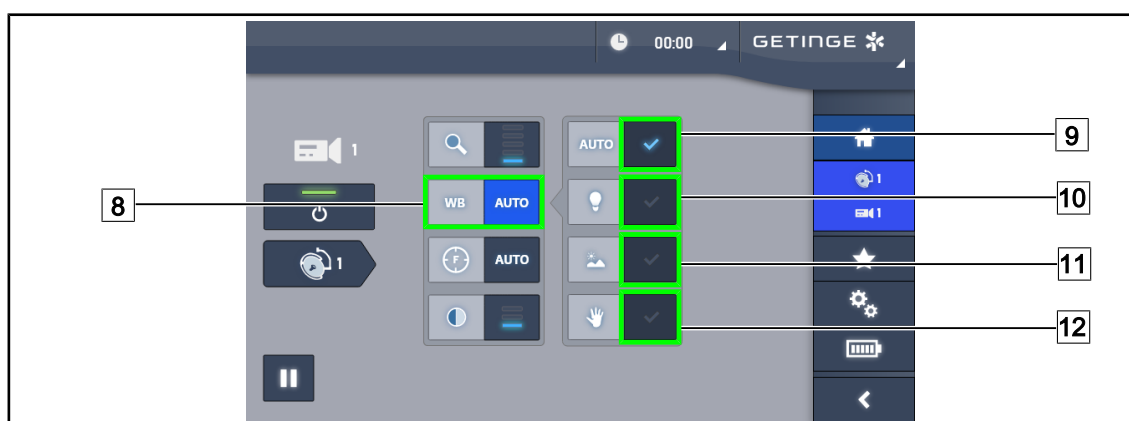 00:00 GETINGE
1 AUTO 9
1
8 WB AUTO 10
1
1 F AUTO 11
12